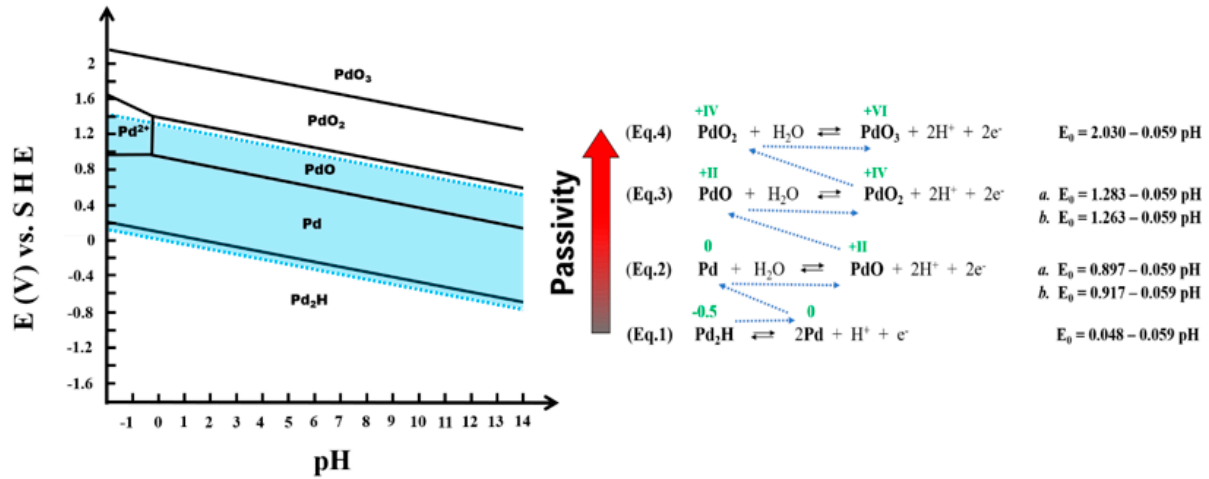 E (V) vs. S H E
2
1.6
1.2
0.8
0.4
0
-0.4
-0.8
-1.2
-1.6
PdO₃
PdO₂
Pd²⁺
PdO
Pd
Pd₂H
-1 0 1 2 3 4 5 6 7 8 9 10 11 12 13 14
pH
Passivity
+IV +VI
(Eq.4) PdO₂ + H₂O ⇌ PdO₃ + 2H⁺ + 2e⁻ E₀ = 2.030 – 0.059 pH
+II +IV
(Eq.3) PdO + H₂O ⇌ PdO₂ + 2H⁺ + 2e⁻ a. E₀ = 1.283 – 0.059 pH
b. E₀ = 1.263 – 0.059 pH
0 +II
(Eq.2) Pd + H₂O ⇌ PdO + 2H⁺ + 2e⁻ a. E₀ = 0.897 – 0.059 pH
b. E₀ = 0.917 – 0.059 pH
-0.5 0
(Eq.1) Pd₂H ⇌ 2Pd + H⁺ + e⁻ E₀ = 0.048 – 0.059 pH